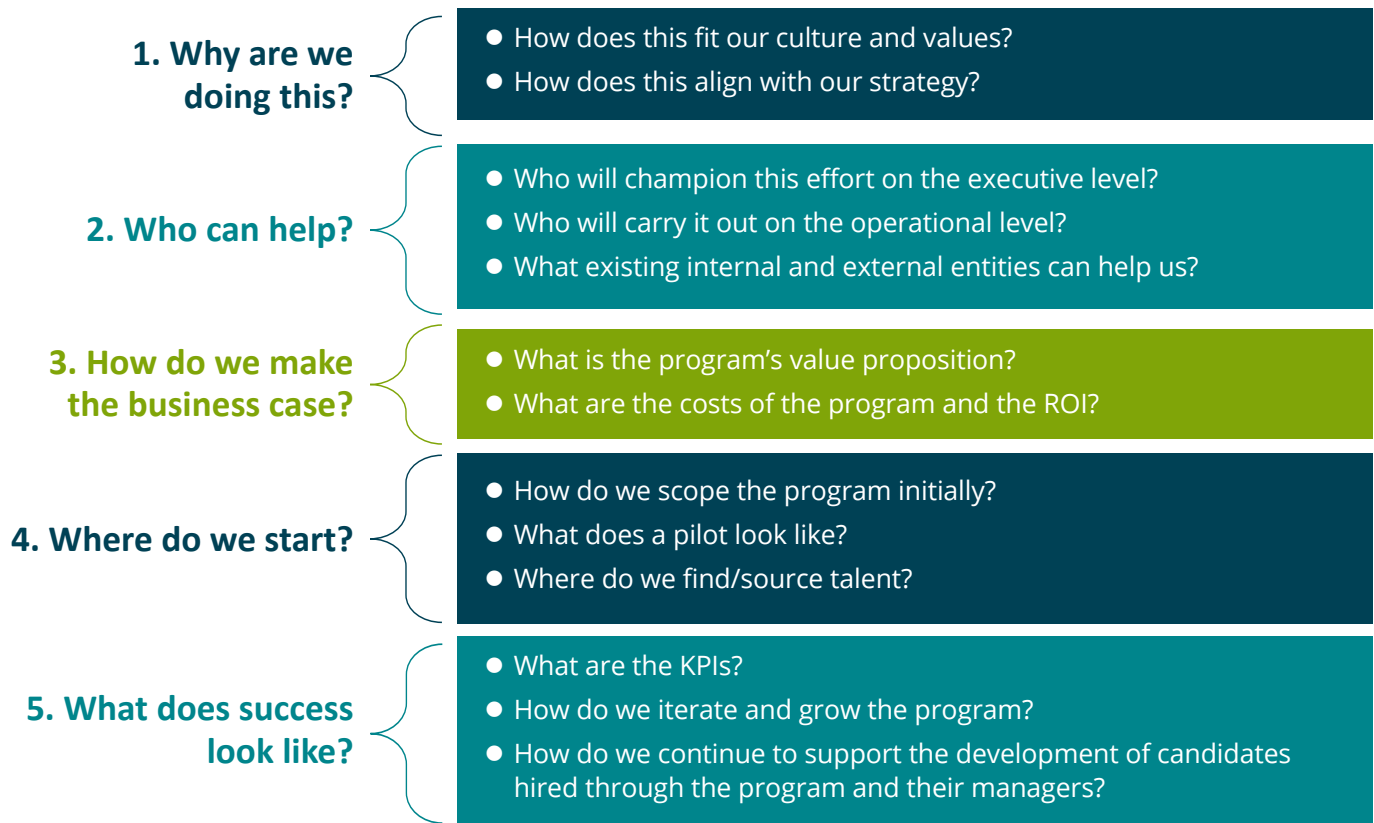 1. Why are we
doing this?
● How does this fit our culture and values?
● How does this align with our strategy?
2. Who can help?
● Who will champion this effort on the executive level?
● Who will carry it out on the operational level?
● What existing internal and external entities can help us?
3. How do we make
the business case?
● What is the program’s value proposition?
● What are the costs of the program and the ROI?
4. Where do we start?
● How do we scope the program initially?
● What does a pilot look like?
● Where do we find/source talent?
5. What does success
look like?
● What are the KPIs?
● How do we iterate and grow the program?
● How do we continue to support the development of candidates
hired through the program and their managers?